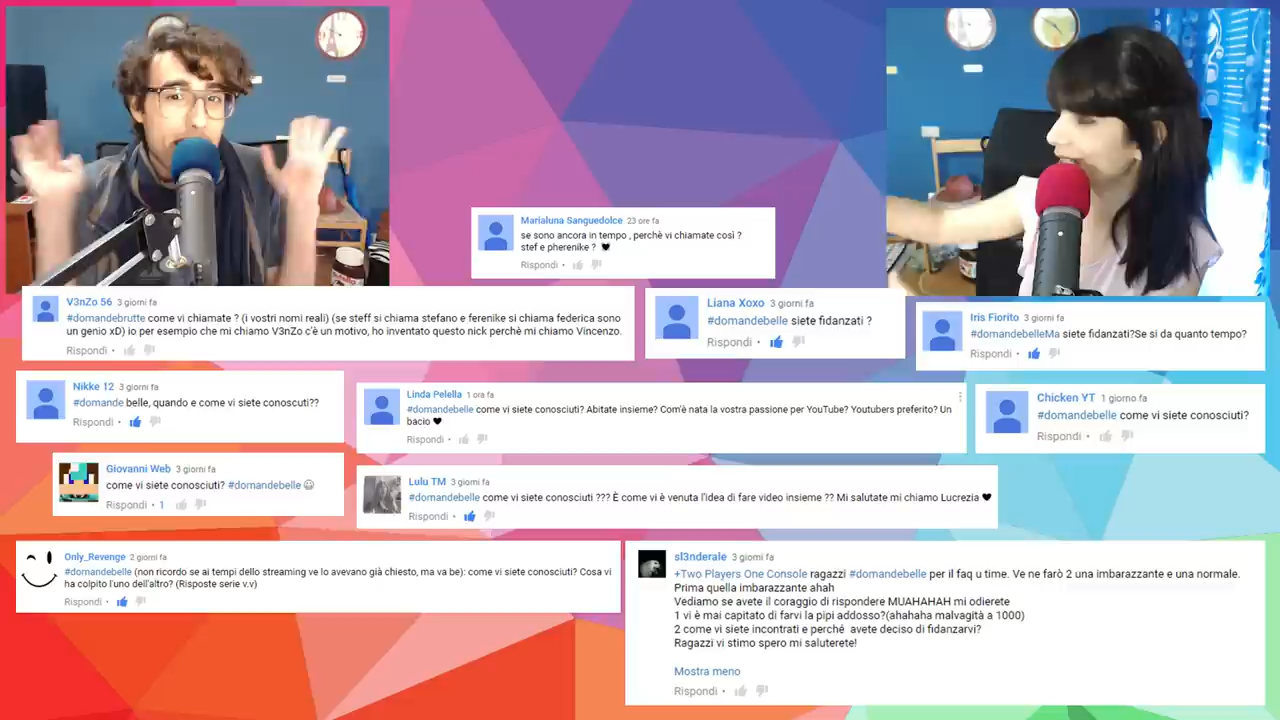 Marialuna Sanguedolce 23 ore fa
se sono ancora in tempo , perchè vi chiamate così ?
stef e pherenike ? ♥
Rispondi •
V3nZo 56 3 giorni fa
#domandebrutte come vi chiamate ? (i vostri nomi reali) (se steff si chiama stefano e ferenike si chiama federica sono
un genio xD) io per esempio che mi chiamo V3nZo c'è un motivo, ho inventato questo nick perchè mi chiamo Vincenzo.
Rispondi •
Liana Xoxo 3 giorni fa
#domandebelle siete fidanzati ?
Rispondi •
Iris Fiorito 3 giorni fa
#domandebelleMa siete fidanzati?Se si da quanto tempo?
Rispondi •
Nikke 12 3 giorni fa
#domande belle, quando e come vi siete conoscuti??
Rispondi •
Linda Pelella 1 ora fa
#domandebelle come vi siete conosciuti? Abitate insieme? Com'è nata la vostra passione per YouTube? Youtubers preferito? Un
bacio ♥
Rispondi •
Chicken YT 1 giorno fa
#domandebelle come vi siete conosciuti?
Rispondi •
Giovanni Web 3 giorni fa
come vi siete conosciuti? #domandebelle 😃
Rispondi • 1
Lulu TM 3 giorni fa
#domandebelle come vi siete conosciuti ??? È come vi è venuta l'idea di fare video insieme ?? Mi salutate mi chiamo Lucrezia ♥
Rispondi •
Only_Revenge 2 giorni fa
#domandebelle (non ricordo se ai tempi dello streaming ve lo avevano già chiesto, ma va be): come vi siete conosciuti? Cosa vi
ha colpito l'uno dell'altro? (Risposte serie v.v)
Rispondi •
sl3nderale 3 giorni fa
+Two Players One Console ragazzi #domandebelle per il faq u time. Ve ne farò 2 una imbarazzante e una normale.
Prima quella imbarazzante ahah
Vediamo se avete il coraggio di rispondere MUAHAHAH mi odierete
1 vi è mai capitato di farvi la pipi addosso?(ahahaha malvagità a 1000)
2 come vi siete incontrati e perché avete deciso di fidanzarvi?
Ragazzi vi stimo spero mi saluterete!
Mostra meno
Rispondi •